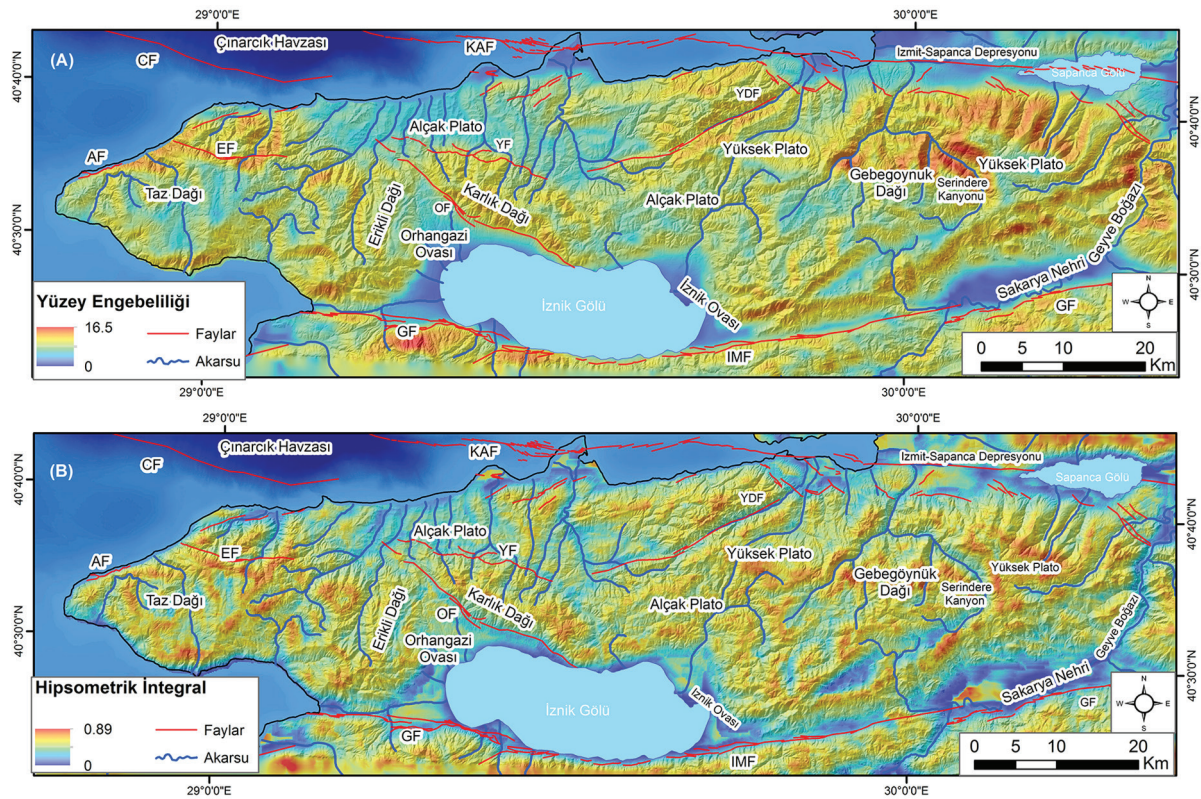 29°0'0"E
30°0'0"E
(A)
Çınarcık Havzası
KAF
CF
İzmit-Sapanca Depresyonu
Sapanca Gölü
40°40'0"N
40°40'0"N
YDF
Alçak Plato
EF
YF
Yüksek Plato
AF
Yüksek Plato
Gebegoynuk
Dağı
Serindere
Kanyonu
Taz Dağı
Erikli Dağı
Karlık Dağı
Alçak Plato
OF
Geyve Boğazı
40°30'0"N
Orhangazi
Ovası
40°30'0"N
Sakarya Nehri
İznik Gölü
İznik Ovası
GF
N
W
E
S
Yüzey Engebeliliği
16.5
0
Faylar
Akarsu
GF
IMF
0
5
10
20
Km
29°0'0"E
30°0'0"E
29°0'0"E
30°0'0"E
(B)
Çınarcık Havzası
KAF
CF
İzmit-Sapanca Depresyonu
Sapanca Gölü
40°40'0"N
40°40'0"N
YDF
Alçak Plato
EF
YF
Yüksek Plato
AF
Yüksek Plato
Gebegöynük
Dağı
Serindere
Kanyon
Taz Dağı
Erikli Dağı
Karlık Dağı
Alçak Plato
OF
Geyve Boğazı
40°30'0"N
Orhangazi
Ovası
40°30'0"N
Sakarya Nehri
İznik Gölü
İznik Ovası
GF
N
W
E
S
Hipsometrik İntegral
0.89
0
Faylar
Akarsu
GF
IMF
0
5
10
20
Km
29°0'0"E
30°0'0"E